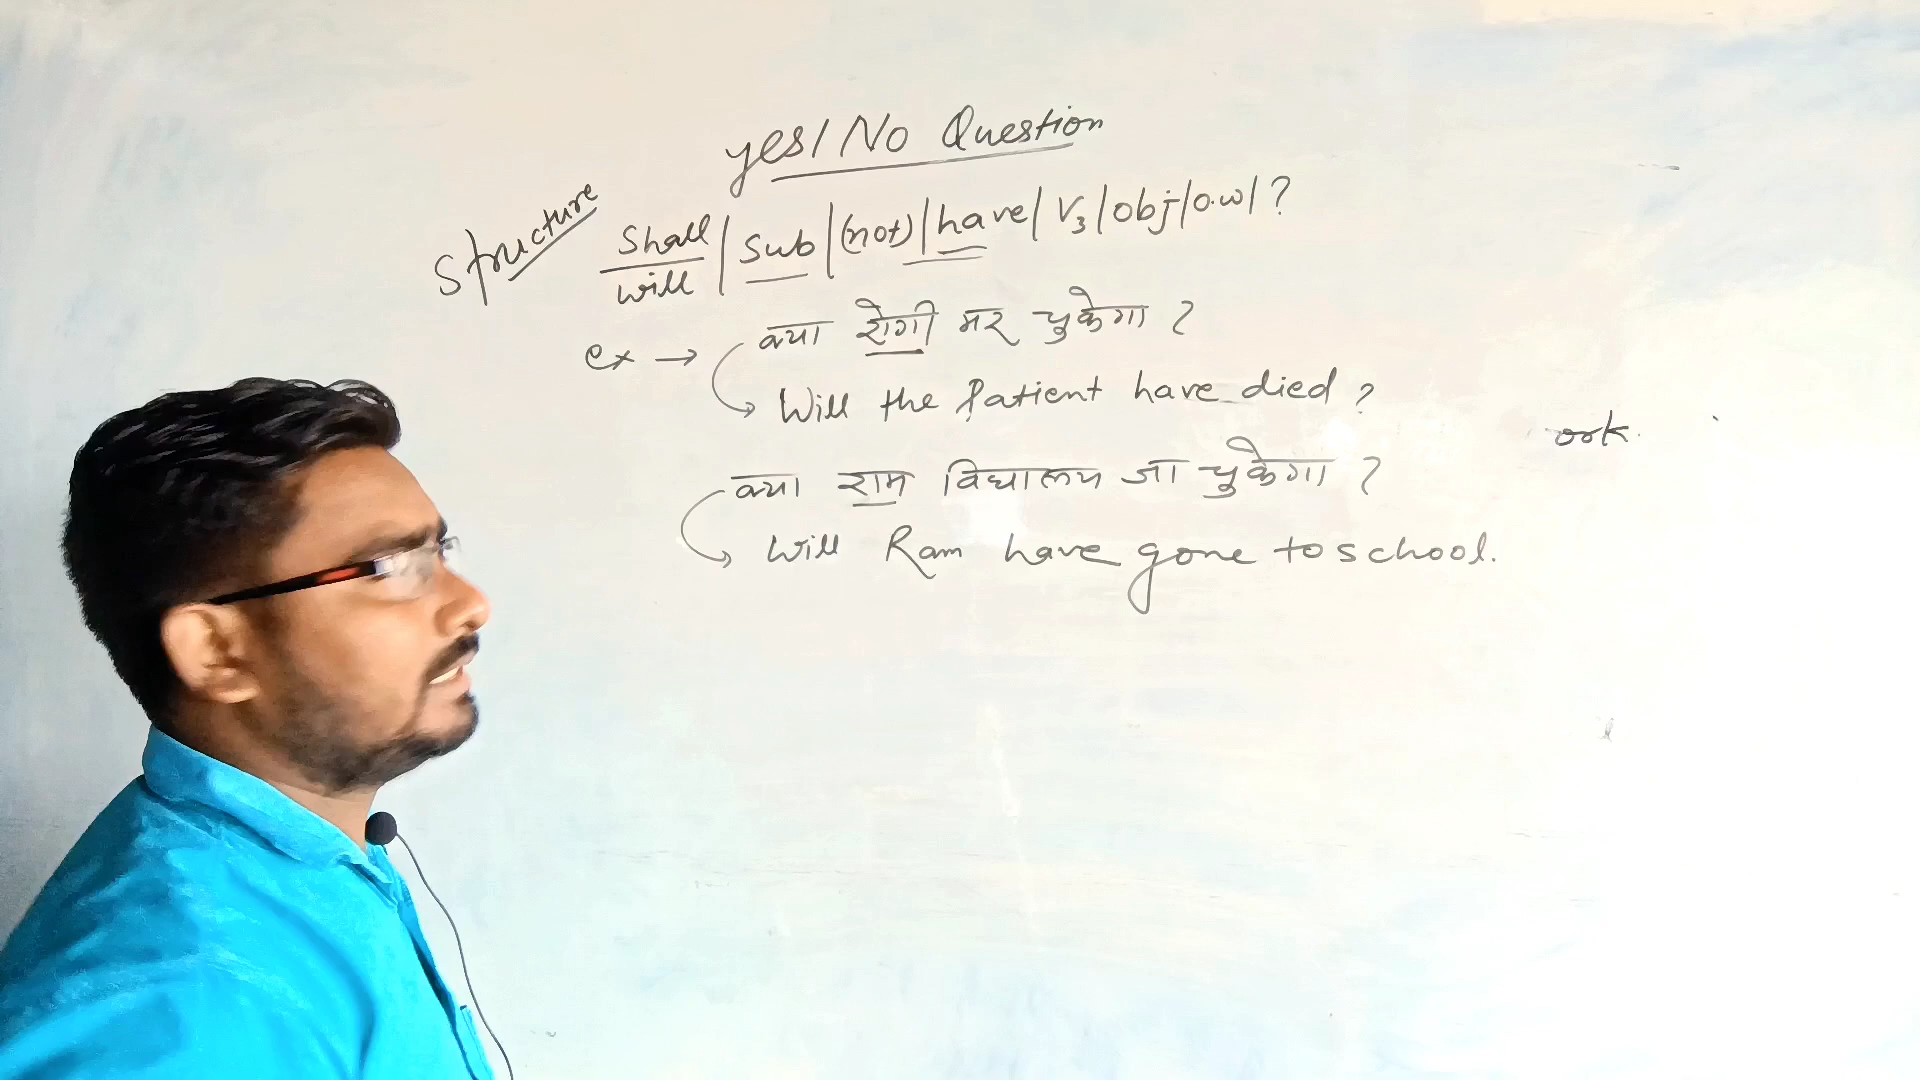 yes/No Question
Structure
Shall/will | Sub | (not) | have | V₃ | obj | o.w | ?
ex → क्या रोगी मर चुकेगा ?
Will the Patient have died ?
ork.
क्या राम विद्यालय जा चुकेगा ?
Will Ram have gone to school.